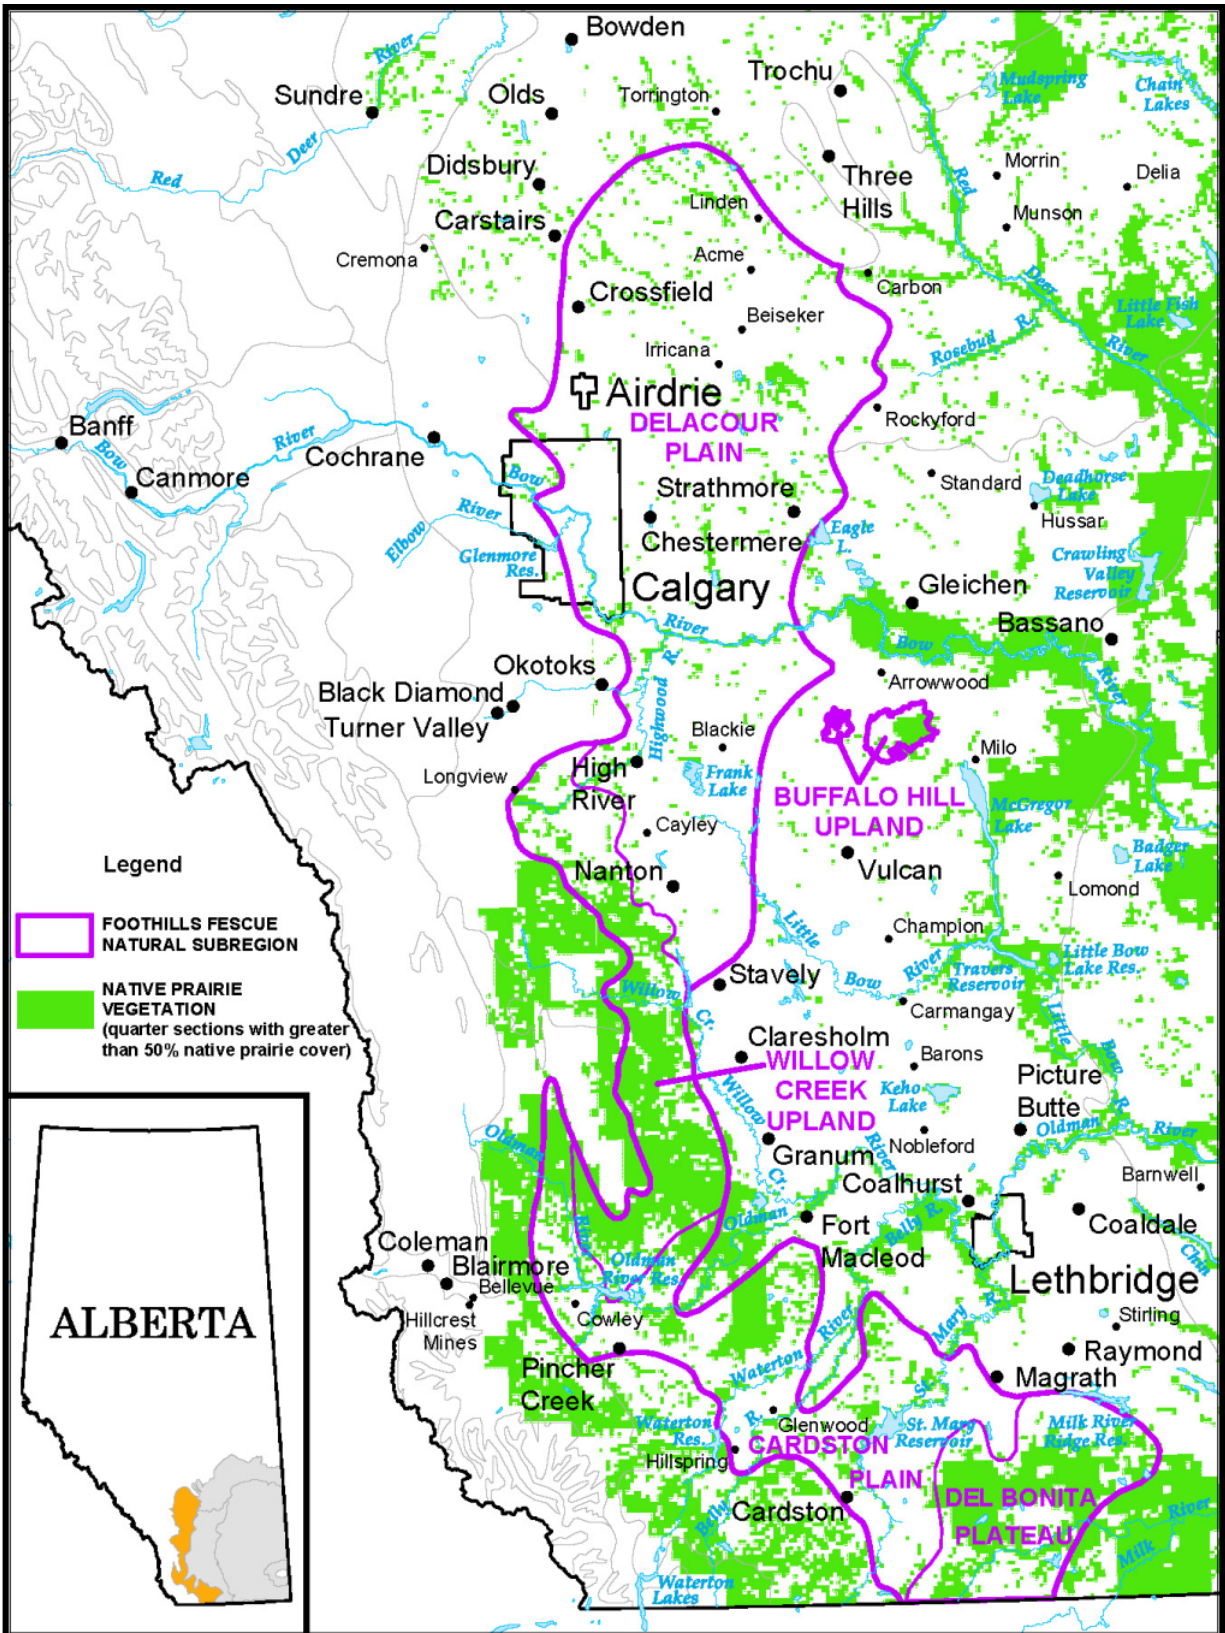 Bowden
River
Trochu
Mudspring
Lake
Chain
Lakes
Sundre
Olds
Torrington
Deer
Didsbury
Morrin
Red
Red
Three
Hills
Delia
Linden
Carstairs
Munson
Cremona
Acme
Carbon
Deer
Crossfield
Little Fish
Lake
Beiseker
Rosebud R.
River
Irricana
Airdrie
Banff
DELACOUR
PLAIN
Rockyford
River
Cochrane
Bow
Canmore
Bow
Strathmore
Standard
Deadhorse
Lake
River
Elbow
Hussar
Chestermere
Eagle
L.
Glenmore
Res.
Crawling
Valley
Reservoir
Calgary
Gleichen
River
Bassano
Bow
Okotoks
R.
Highwood
Arrowwood
River
Black Diamond
Turner Valley
Blackie
Milo
Longview
High
River
Frank
Lake
BUFFALO HILL
UPLAND
McGregor
Lake
Cayley
Badger
Lake
Legend
Nanton
Vulcan
Lomond
FOOTHILLS FESCUE
NATURAL SUBREGION
Little
Bow
River
Champion
Little Bow
Lake Res.
Travers
Reservoir
Stavely
NATIVE PRAIRIE
VEGETATION
(quarter sections with greater
than 50% native prairie cover)
Willow
Cr.
Carmangay
Little
Bow
R.
Claresholm
WILLOW
CREEK
UPLAND
Barons
Picture
Butte
Willow
Cr.
Keho
Lake
Oldman
River
Oldman
River
Granum
Nobleford
River
Barnwell
Coalhurst
Oldman
Belly R.
Fort
Macleod
Coaldale
Chin
Coleman
Blairmore
Bellevue
Oldman
River Res.
Lethbridge
Hillcrest
Mines
Cowley
Stirling
ALBERTA
River
Waterton
St. Mary R.
Raymond
Pincher
Creek
Magrath
Glenwood
Waterton
Res.
R.
St. Mary
Reservoir
Milk River
Ridge Res.
Hillspring
CARDSTON
PLAIN
Belly
Cardston
DEL BONITA
PLATEAU
River
Milk
Waterton
Lakes